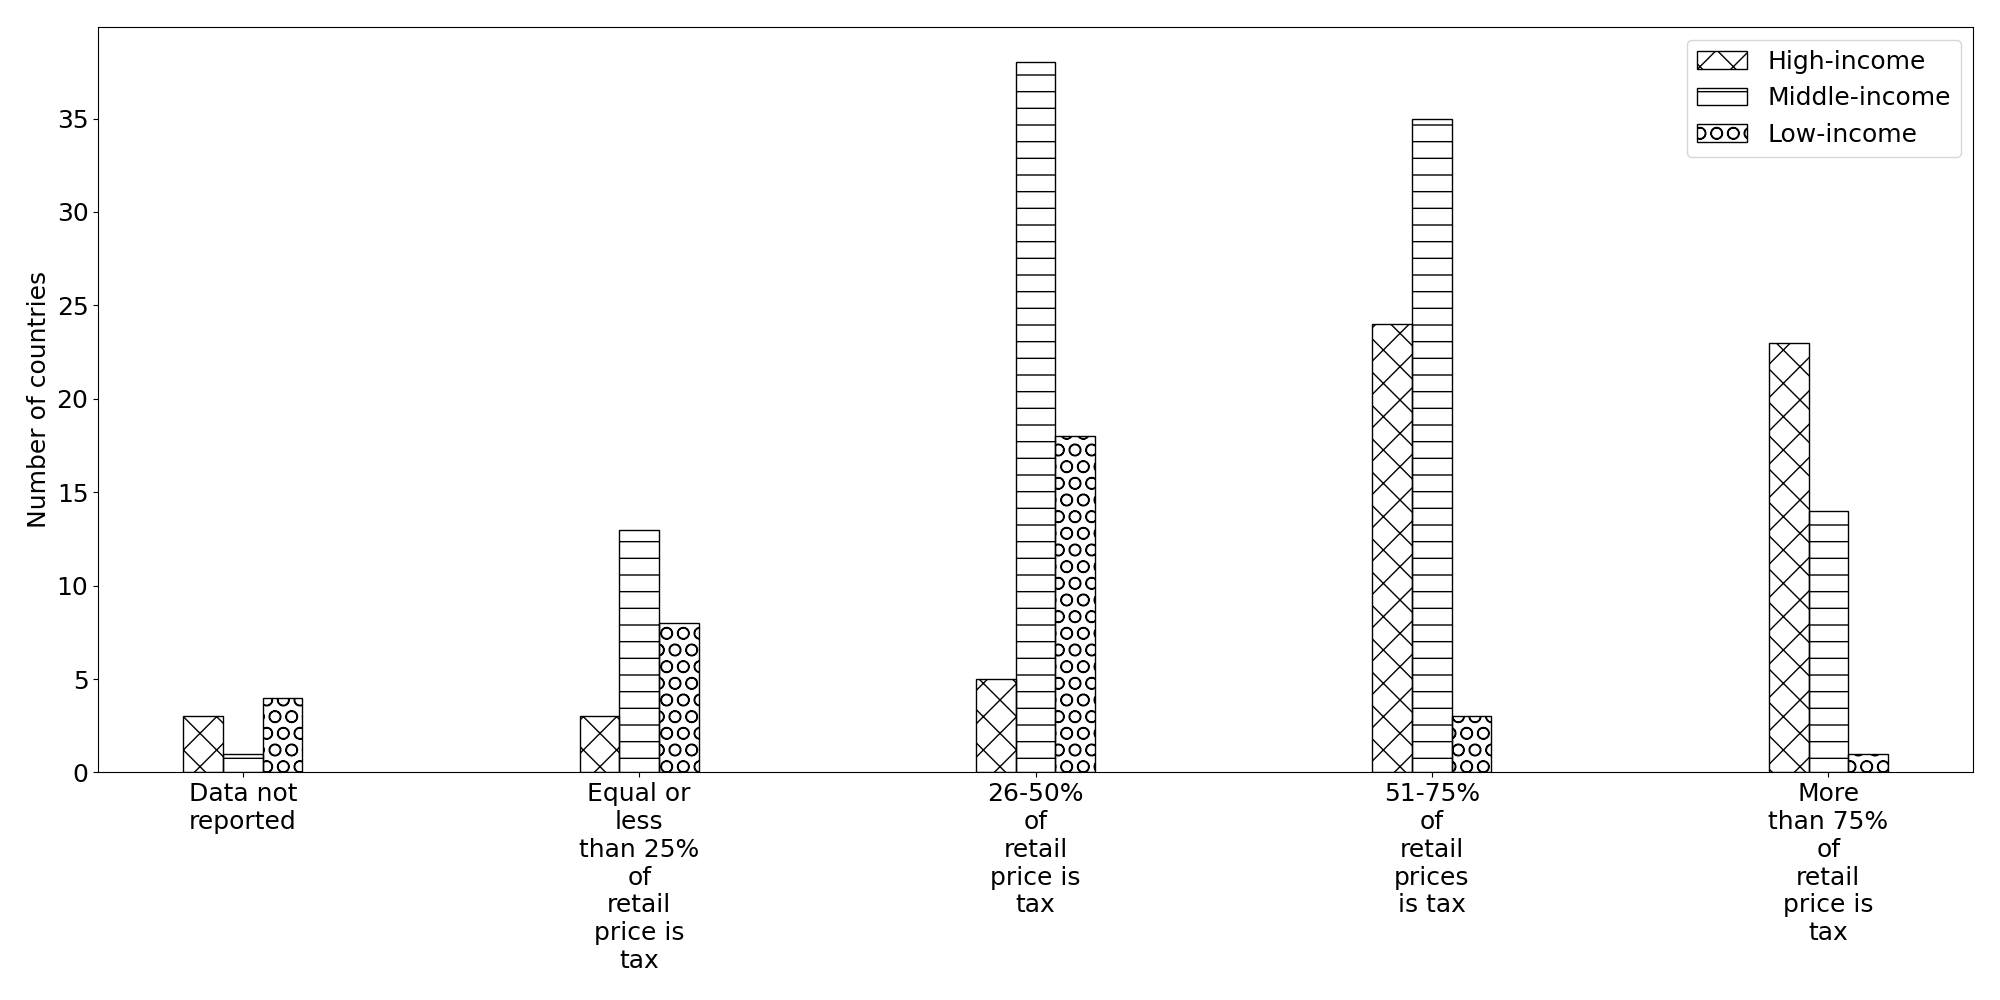 High-income
Middle-income
Low-income
Number of countries
35
30
25
20
15
10
5
0
Data not
reported
Equal or
less
than 25%
of
retail
price is
tax
26-50%
of
retail
price is
tax
51-75%
of
retail
prices
is tax
More
than 75%
of
retail
price is
tax